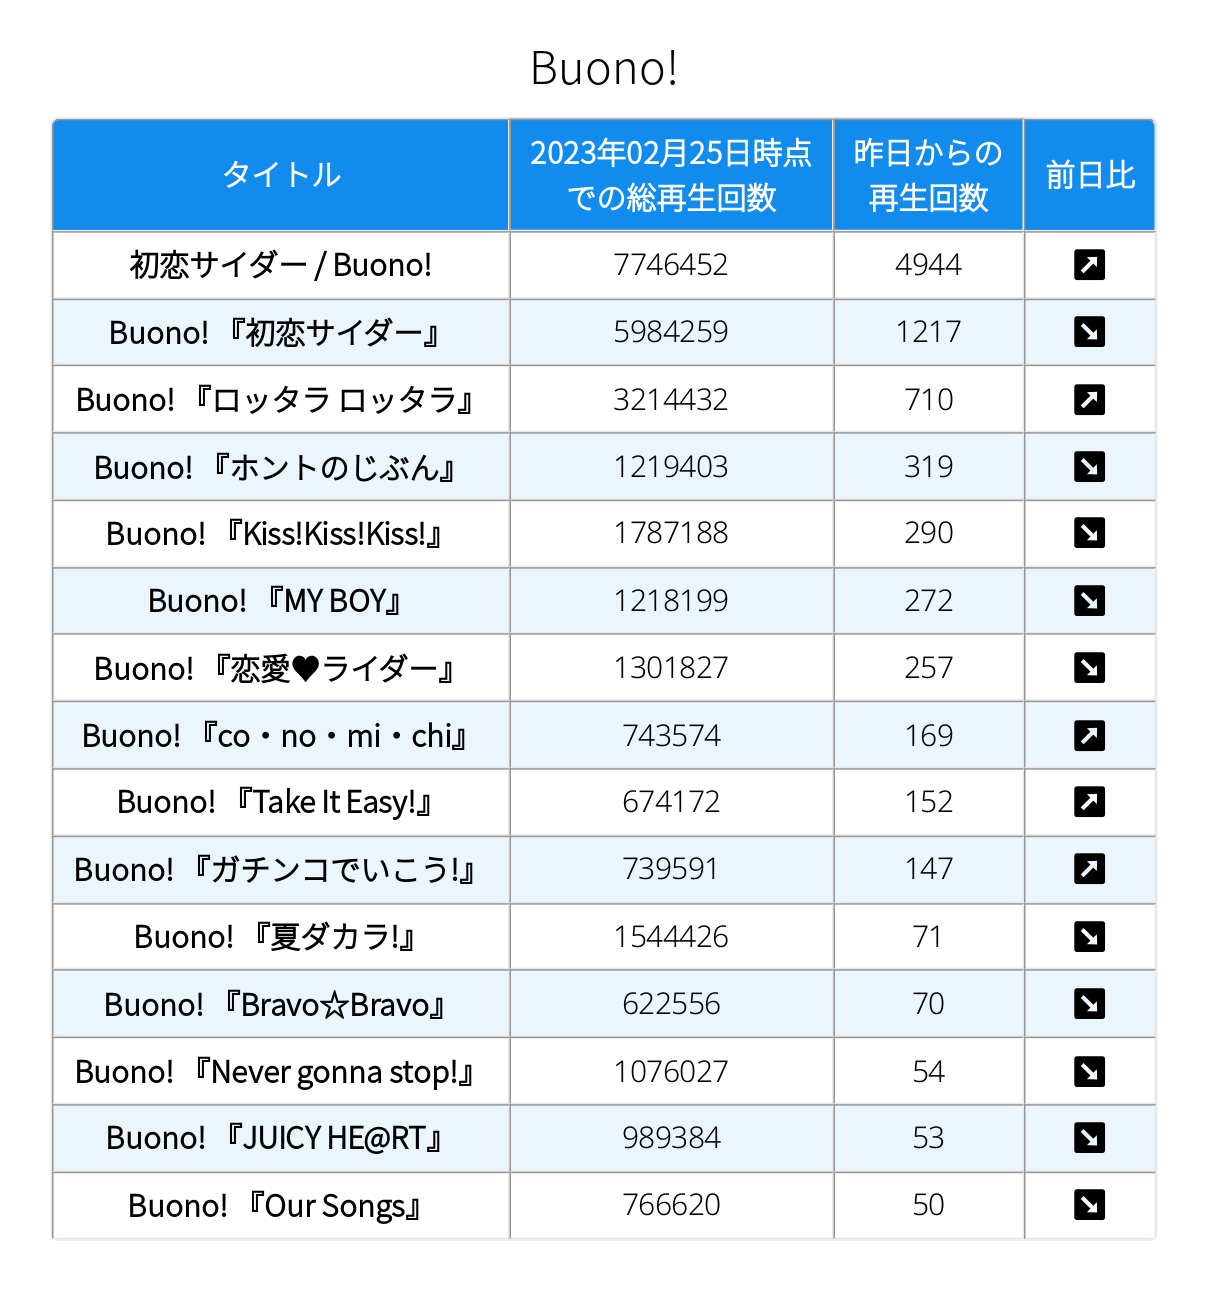 Buono!
タイトル
2023年02月25日時点
での総再生回数
昨日からの
再生回数
前日比
初恋サイダー / Buono! 7746452 4944 ↗
Buono! 『初恋サイダー』 5984259 1217 ↘
Buono! 『ロッタラ ロッタラ』 3214432 710 ↗
Buono! 『ホントのじぶん』 1219403 319 ↘
Buono! 『Kiss!Kiss!Kiss!』 1787188 290 ↘
Buono! 『MY BOY』 1218199 272 ↘
Buono! 『恋愛♥ライダー』 1301827 257 ↘
Buono! 『co・no・mi・chi』 743574 169 ↗
Buono! 『Take It Easy!』 674172 152 ↗
Buono! 『ガチンコでいこう!』 739591 147 ↗
Buono! 『夏ダカラ!』 1544426 71 ↘
Buono! 『Bravo☆Bravo』 622556 70 ↘
Buono! 『Never gonna stop!』 1076027 54 ↘
Buono! 『JUICY HE@RT』 989384 53 ↘
Buono! 『Our Songs』 766620 50 ↘